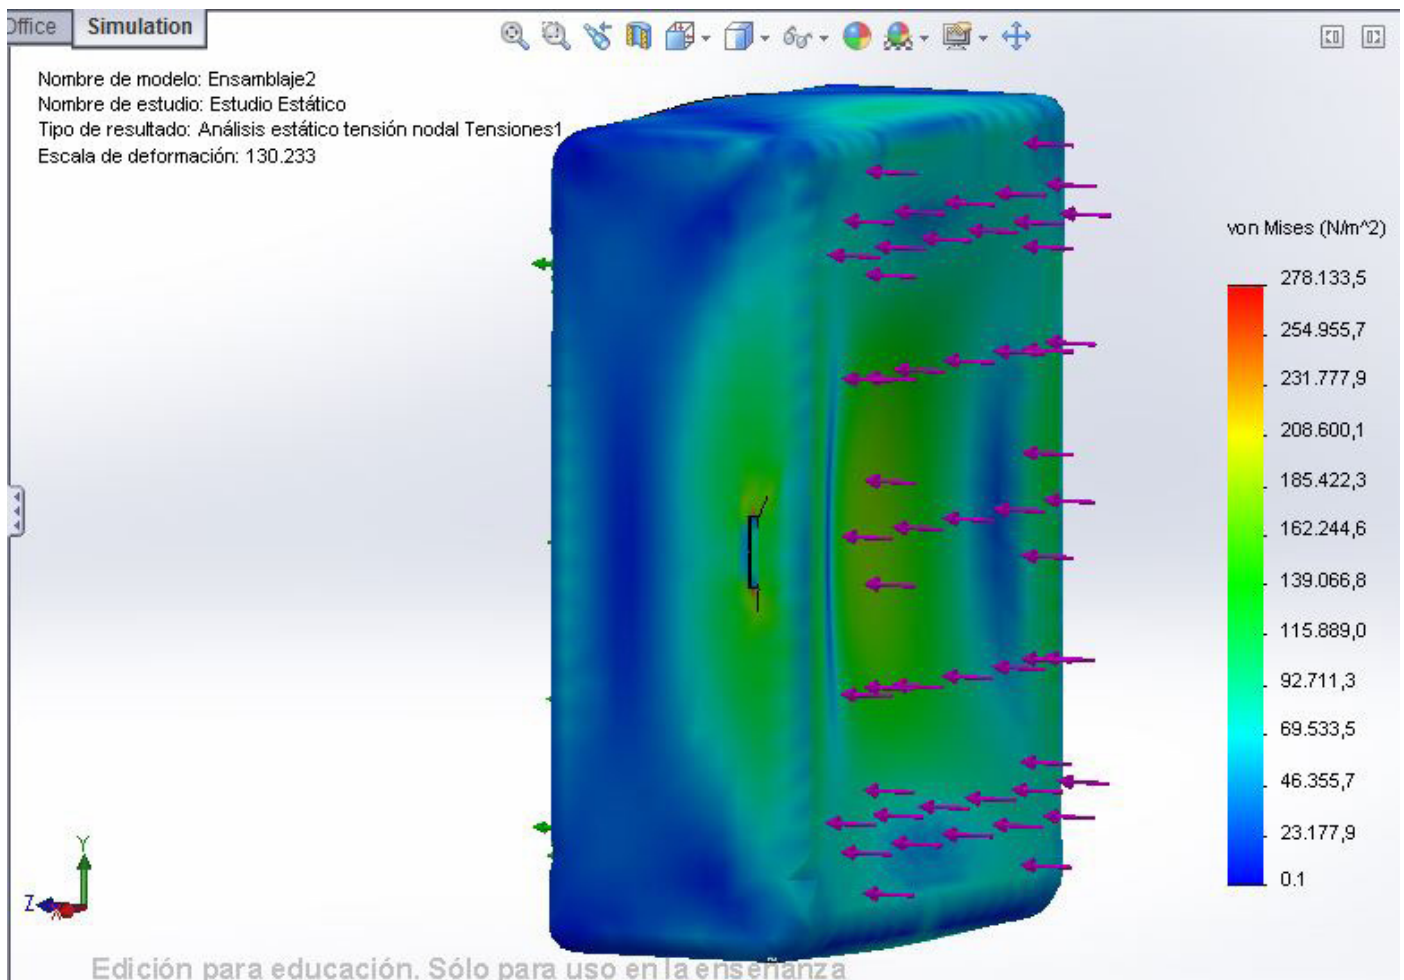 Office
Simulation
Nombre de modelo: Ensamblaje2
Nombre de estudio: Estudio Estático
Tipo de resultado: Análisis estático tensión nodal Tensiones1
Escala de deformación: 130.233
von Mises (N/m^2)
278.133,5
254.955,7
231.777,9
208.600,1
185.422,3
162.244,6
139.066,8
115.889,0
92.711,3
69.533,5
46.355,7
23.177,9
0.1
Y
Z
X
Edición para educación. Sólo para uso en la enseñanza